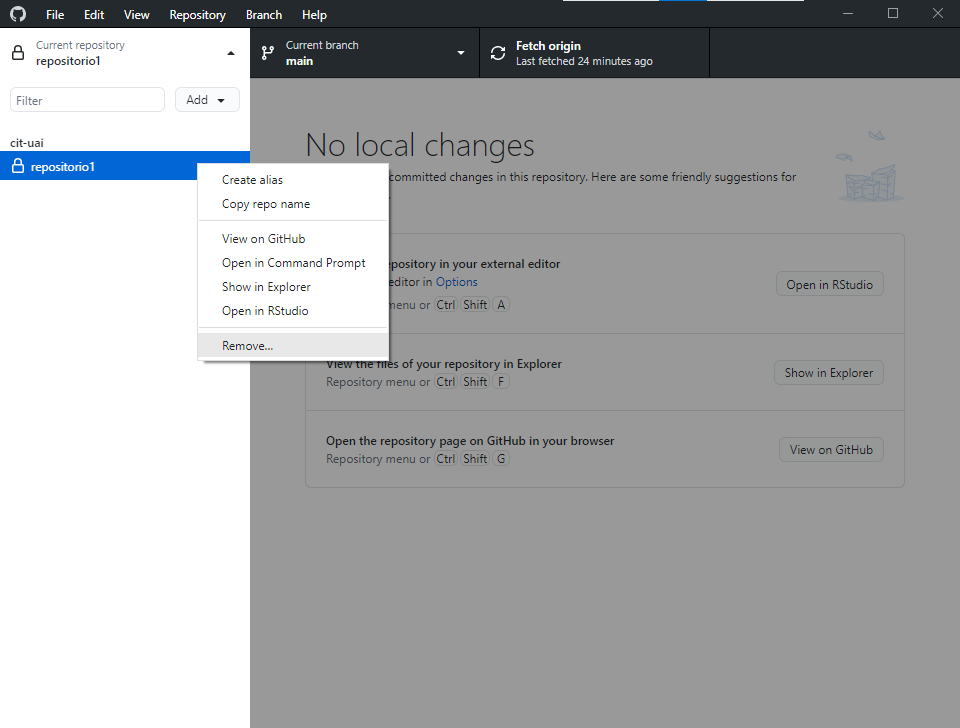 File Edit View Repository Branch Help
Current repository
repositorio1
Current branch
main
Fetch origin
Last fetched 24 minutes ago
Filter
Add
cit-uai
repositorio1
Create alias
Copy repo name
View on GitHub
Open in Command Prompt
Show in Explorer
Open in RStudio
Remove...
No local changes
committed changes in this repository. Here are some friendly suggestions for
repository in your external editor
editor in Options
menu or Ctrl Shift A
Open in RStudio
View the files of your repository in Explorer
Repository menu or Ctrl Shift F
Show in Explorer
Open the repository page on GitHub in your browser
Repository menu or Ctrl Shift G
View on GitHub